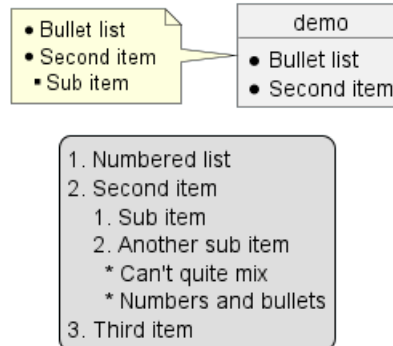 • Bullet list
• Second item
▪ Sub item
demo
• Bullet list
• Second item
1. Numbered list
2. Second item
1. Sub item
2. Another sub item
* Can't quite mix
* Numbers and bullets
3. Third item